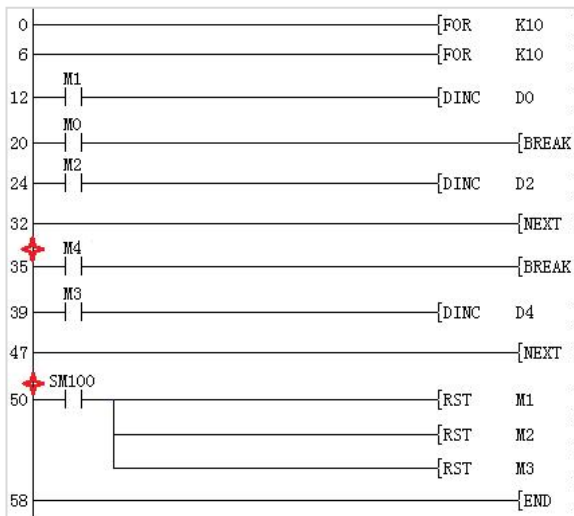 0 [FOR K10
6 [FOR K10
M1
12 [DINC D0
M0
20 [BREAK
M2
24 [DINC D2
32 [NEXT
M4
35 [BREAK
M3
39 [DINC D4
47 [NEXT
SM100
50 [RST M1
[RST M2
[RST M3
58 [END